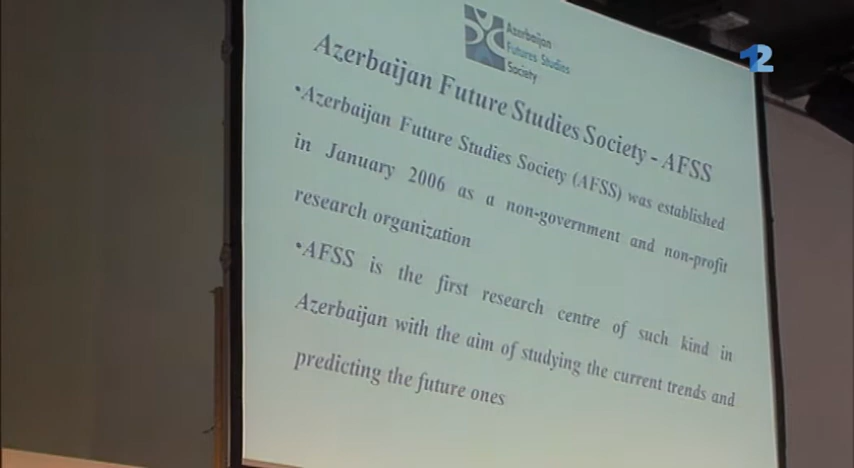 Azerbaijan
Futures Studies
Society
12
Azerbaijan Future Studies Society - AFSS
•Azerbaijan Future Studies Society (AFSS) was established
in January 2006 as a non-government and non-profit
research organization
•AFSS is the first research centre of such kind in
Azerbaijan with the aim of studying the current trends and
predicting the future ones